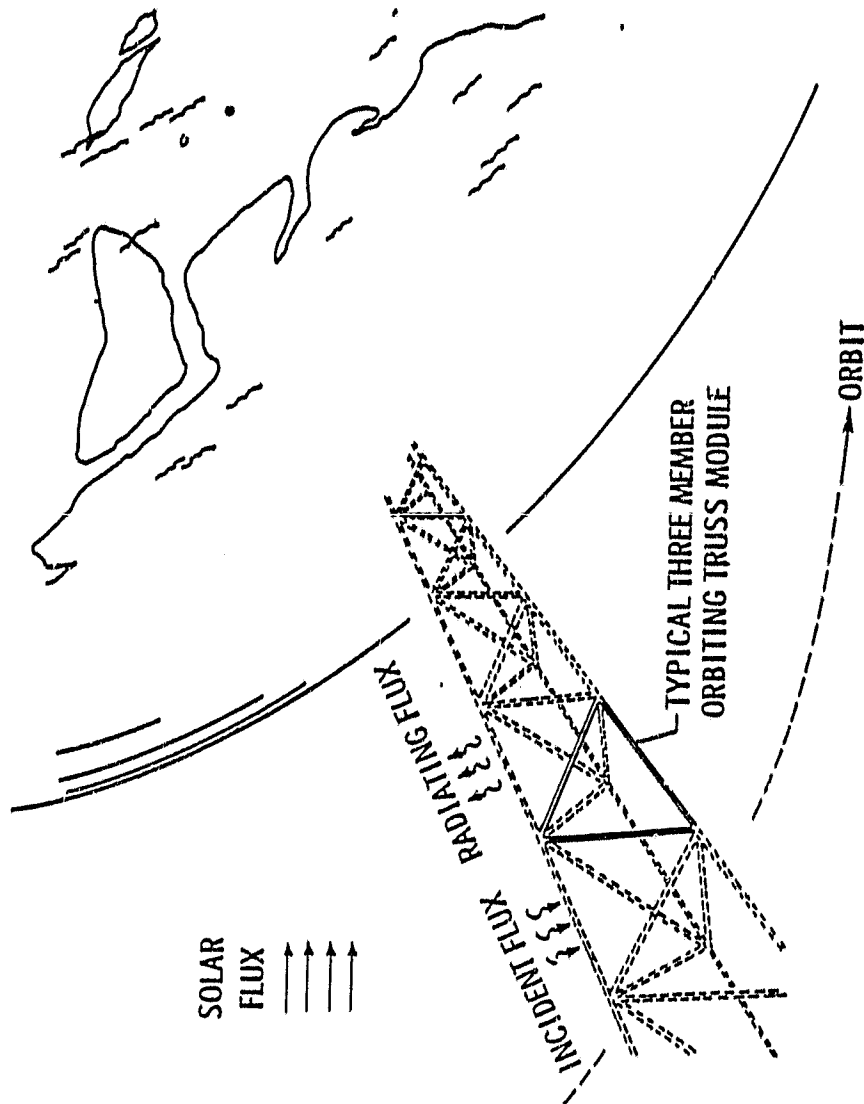 SOLAR
FLUX
INCIDENT FLUX
RADIATING FLUX
TYPICAL THREE MEMBER
ORBITING TRUSS MODULE
ORBIT